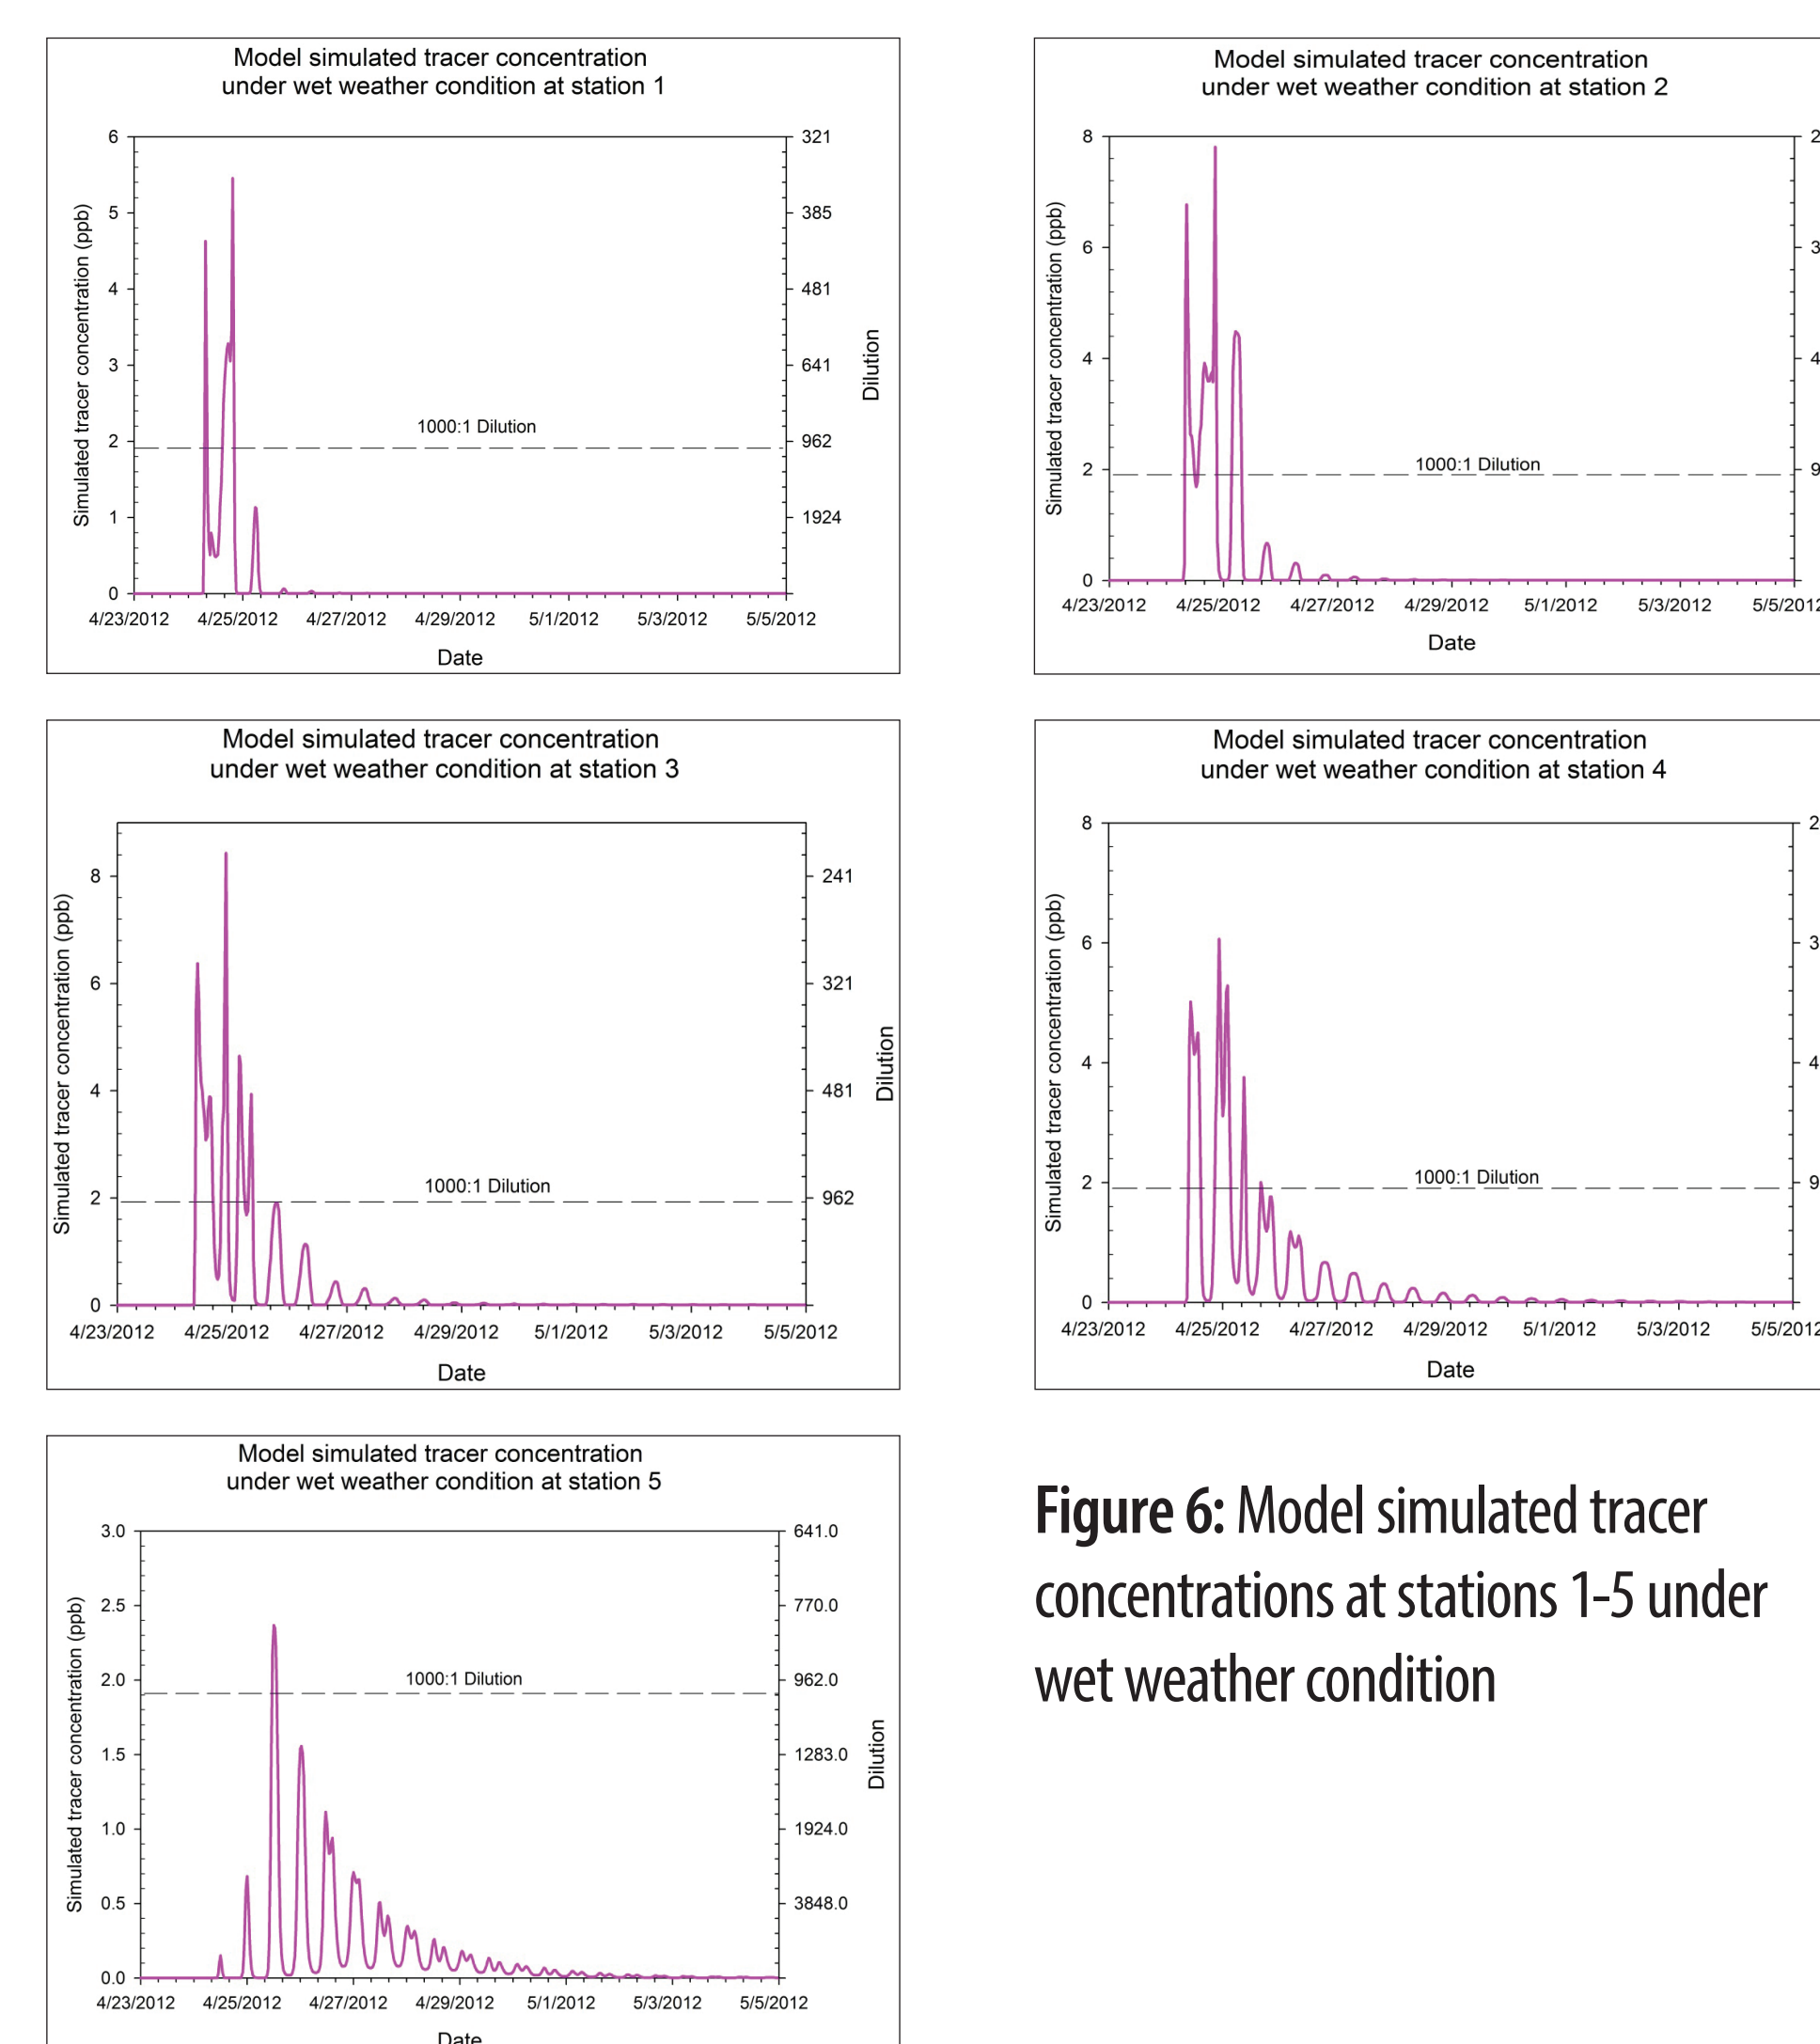 Model simulated tracer concentration
under wet weather condition at station 1
Simulated tracer concentration (ppb)
6
5
4
3
2
1
0
321
385
481
641
962
1924
Dilution
1000:1 Dilution
4/23/2012 4/25/2012 4/27/2012 4/29/2012 5/1/2012 5/3/2012 5/5/2012
Date
Model simulated tracer concentration
under wet weather condition at station 2
Simulated tracer concentration (ppb)
8
6
4
2
0
1000:1 Dilution
4/23/2012 4/25/2012 4/27/2012 4/29/2012 5/1/2012 5/3/2012 5/5/2012
Date
Model simulated tracer concentration
under wet weather condition at station 3
Simulated tracer concentration (ppb)
8
6
4
2
0
241
321
481
962
Dilution
1000:1 Dilution
4/23/2012 4/25/2012 4/27/2012 4/29/2012 5/1/2012 5/3/2012 5/5/2012
Date
Model simulated tracer concentration
under wet weather condition at station 4
Simulated tracer concentration (ppb)
8
6
4
2
0
1000:1 Dilution
4/23/2012 4/25/2012 4/27/2012 4/29/2012 5/1/2012 5/3/2012 5/5/2012
Date
Model simulated tracer concentration
under wet weather condition at station 5
Simulated tracer concentration (ppb)
3.0
2.5
2.0
1.5
1.0
0.5
0.0
641.0
770.0
962.0
1283.0
1924.0
3848.0
Dilution
1000:1 Dilution
4/23/2012 4/25/2012 4/27/2012 4/29/2012 5/1/2012 5/3/2012 5/5/2012
Date
Figure 6: Model simulated tracer
concentrations at stations 1-5 under
wet weather condition